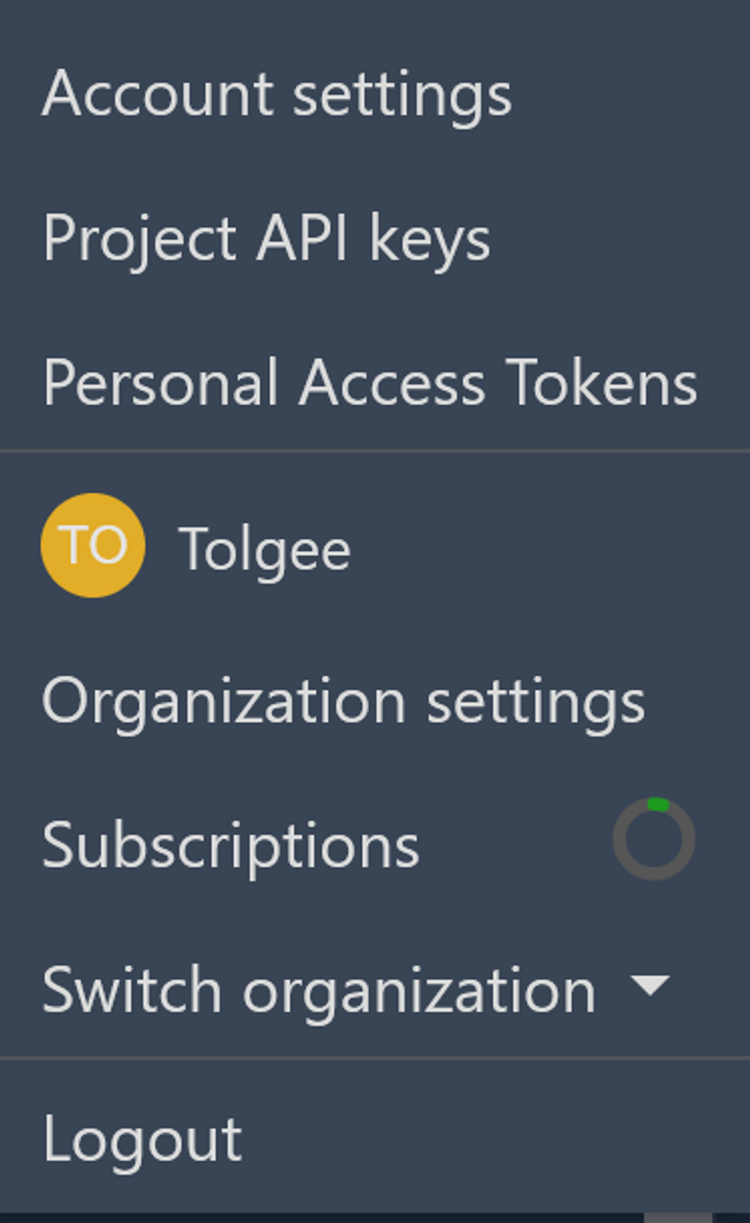 Account settings
Project API keys
Personal Access Tokens
TO Tolgee
Organization settings
Subscriptions
Switch organization
Logout